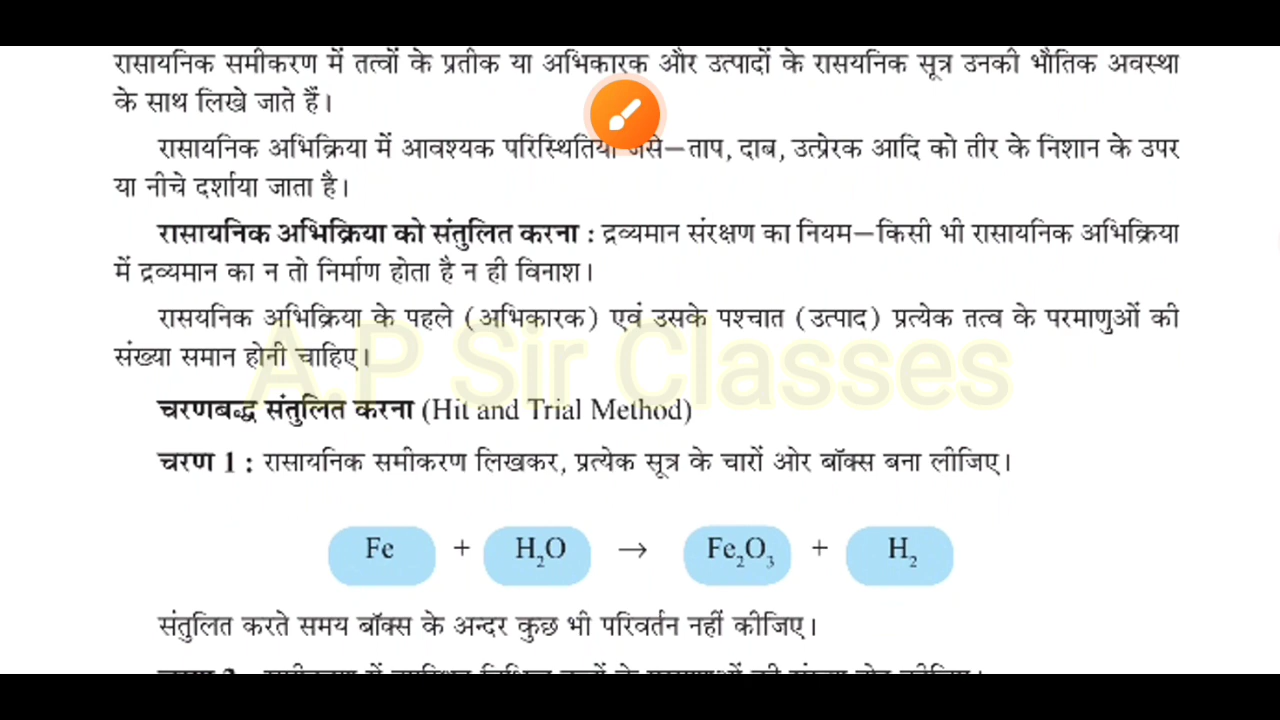 रासायनिक समीकरण में तत्वों के प्रतीक या अभिकारक और उत्पादों के रासयनिक सूत्र उनकी भौतिक अवस्था
के साथ लिखे जाते हैं।
रासायनिक अभिक्रिया में आवश्यक परिस्थितिया जैसे—ताप, दाब, उत्प्रेरक आदि को तीर के निशान के उपर
या नीचे दर्शाया जाता है।
रासायनिक अभिक्रिया को संतुलित करना : द्रव्यमान संरक्षण का नियम—किसी भी रासायनिक अभिक्रिया
में द्रव्यमान का न तो निर्माण होता है न ही विनाश।
रासयनिक अभिक्रिया के पहले (अभिकारक) एवं उसके पश्चात (उत्पाद) प्रत्येक तत्व के परमाणुओं की
संख्या समान होनी चाहिए।
A.P Sir Classes
चरणबद्ध संतुलित करना (Hit and Trial Method)
चरण 1 : रासायनिक समीकरण लिखकर, प्रत्येक सूत्र के चारों ओर बॉक्स बना लीजिए।
Fe + H₂O → Fe₂O₃ + H₂
संतुलित करते समय बॉक्स के अन्दर कुछ भी परिवर्तन नहीं कीजिए।